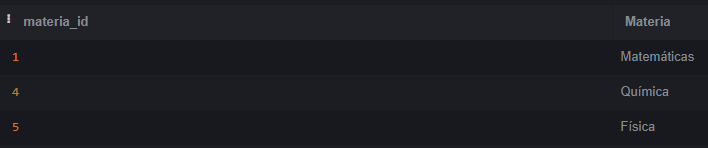 materia_id Materia
1 Matemáticas
4 Química
5 Física